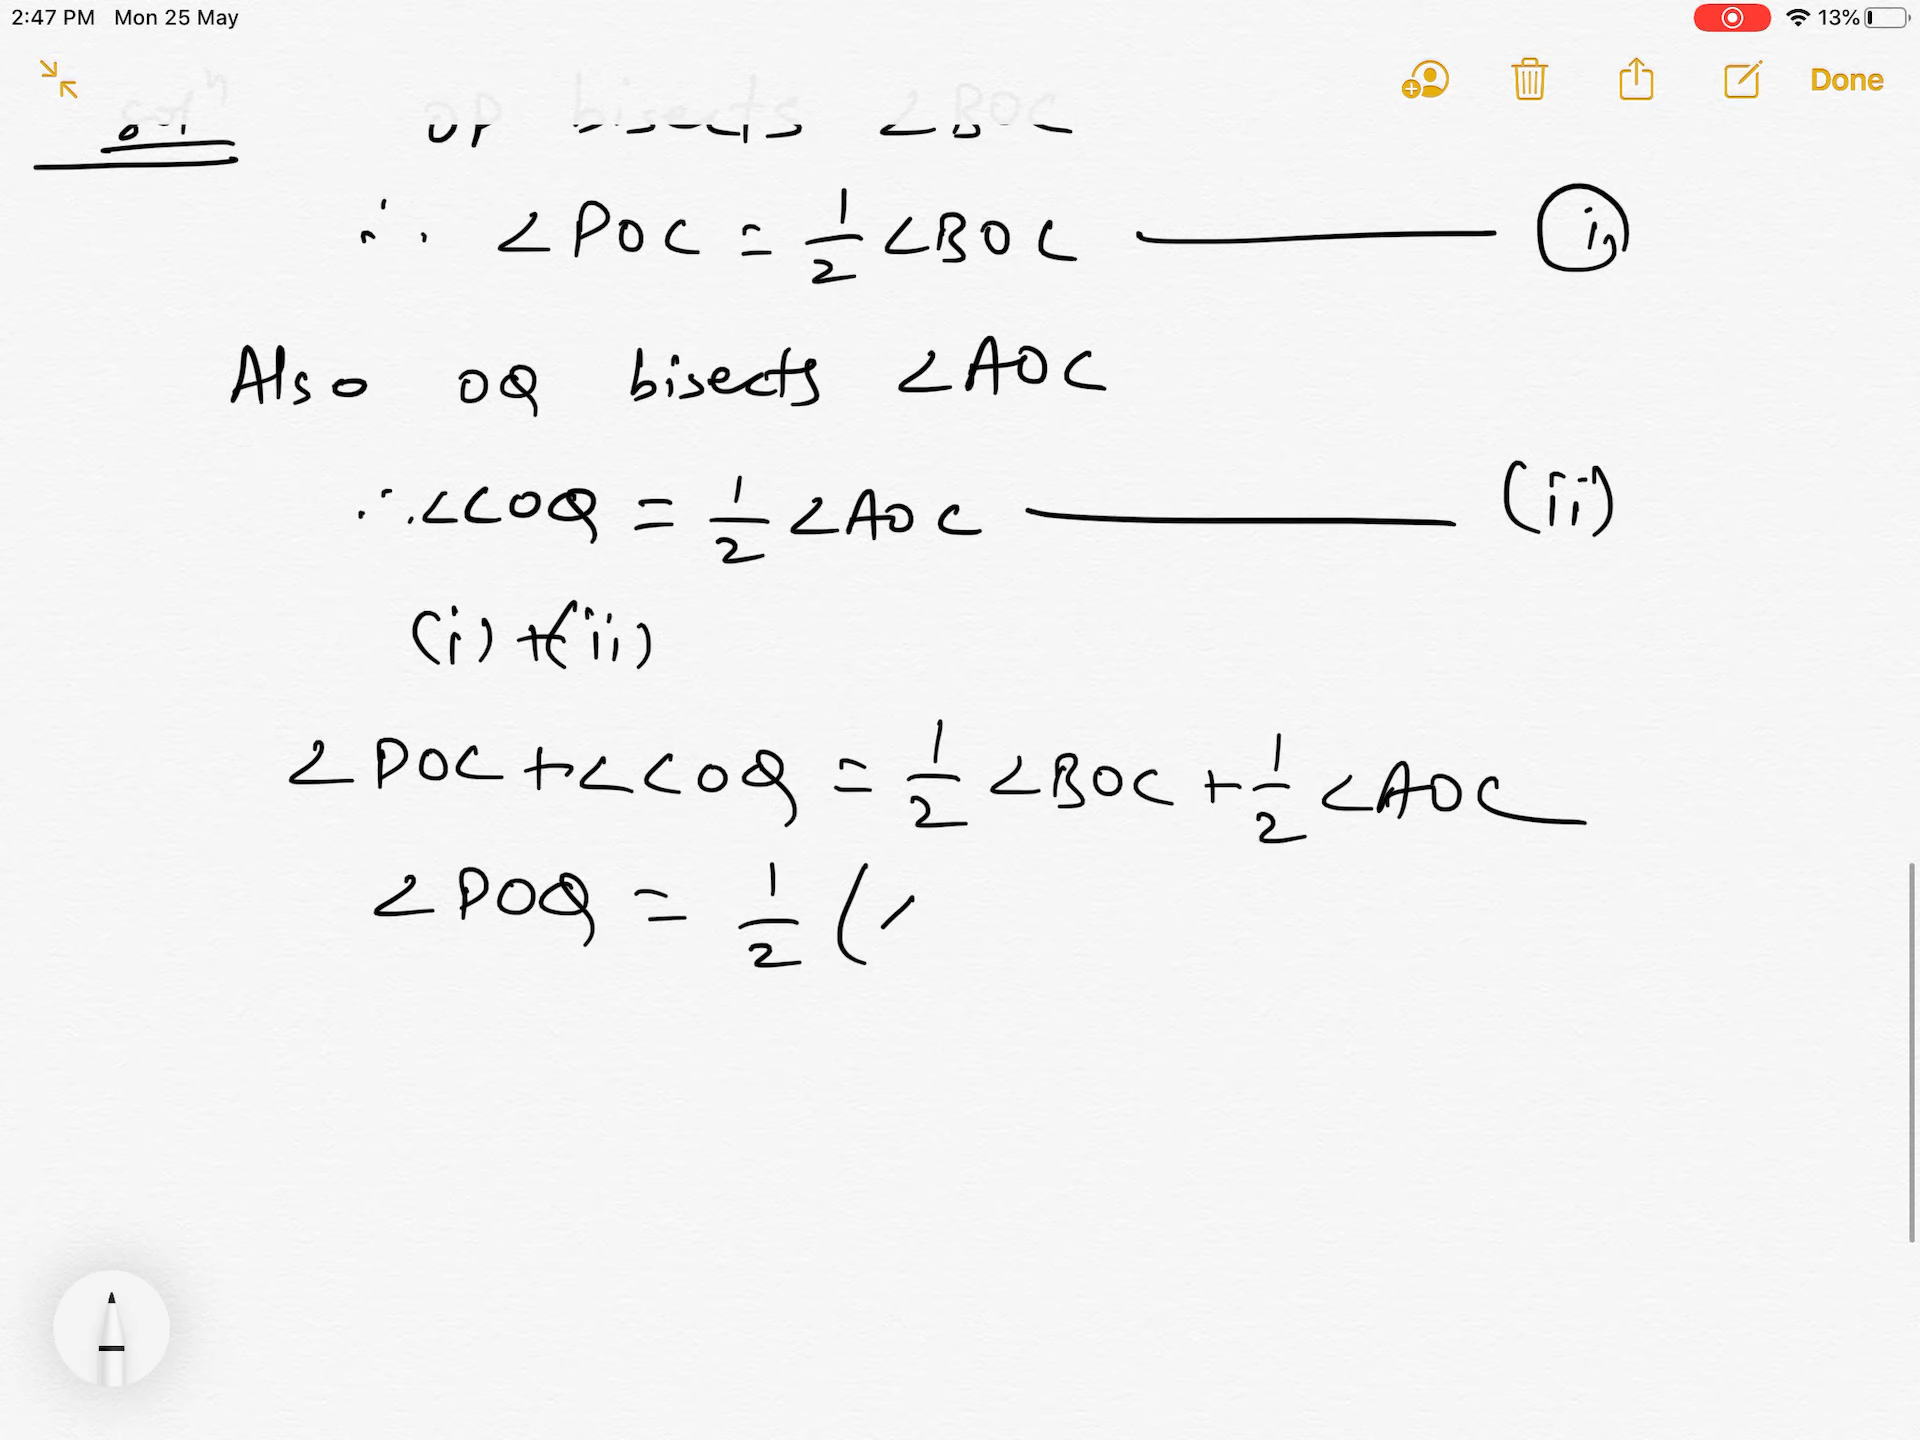 2:47 PM Mon 25 May 13%
Done
OP bisects ∠BOC
∴ ∠POC = 1/2 ∠BOC ——— (i)
Also OQ bisects ∠AOC
∴ ∠COQ = 1/2 ∠AOC ——— (ii)
(i) + (ii)
∠POC + ∠COQ = 1/2 ∠BOC + 1/2 ∠AOC
∠POQ = 1/2 (